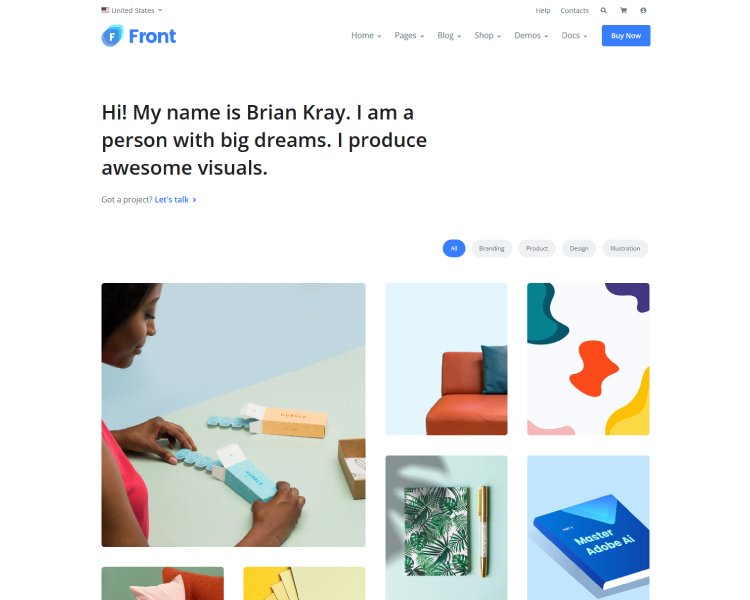 United States
Help Contacts
Front
Home Pages Blog Shop Demos Docs Buy Now
Hi! My name is Brian Kray. I am a
person with big dreams. I produce
awesome visuals.
Got a project? Let's talk
All Branding Product Design Illustration
Master
Adobe Ai